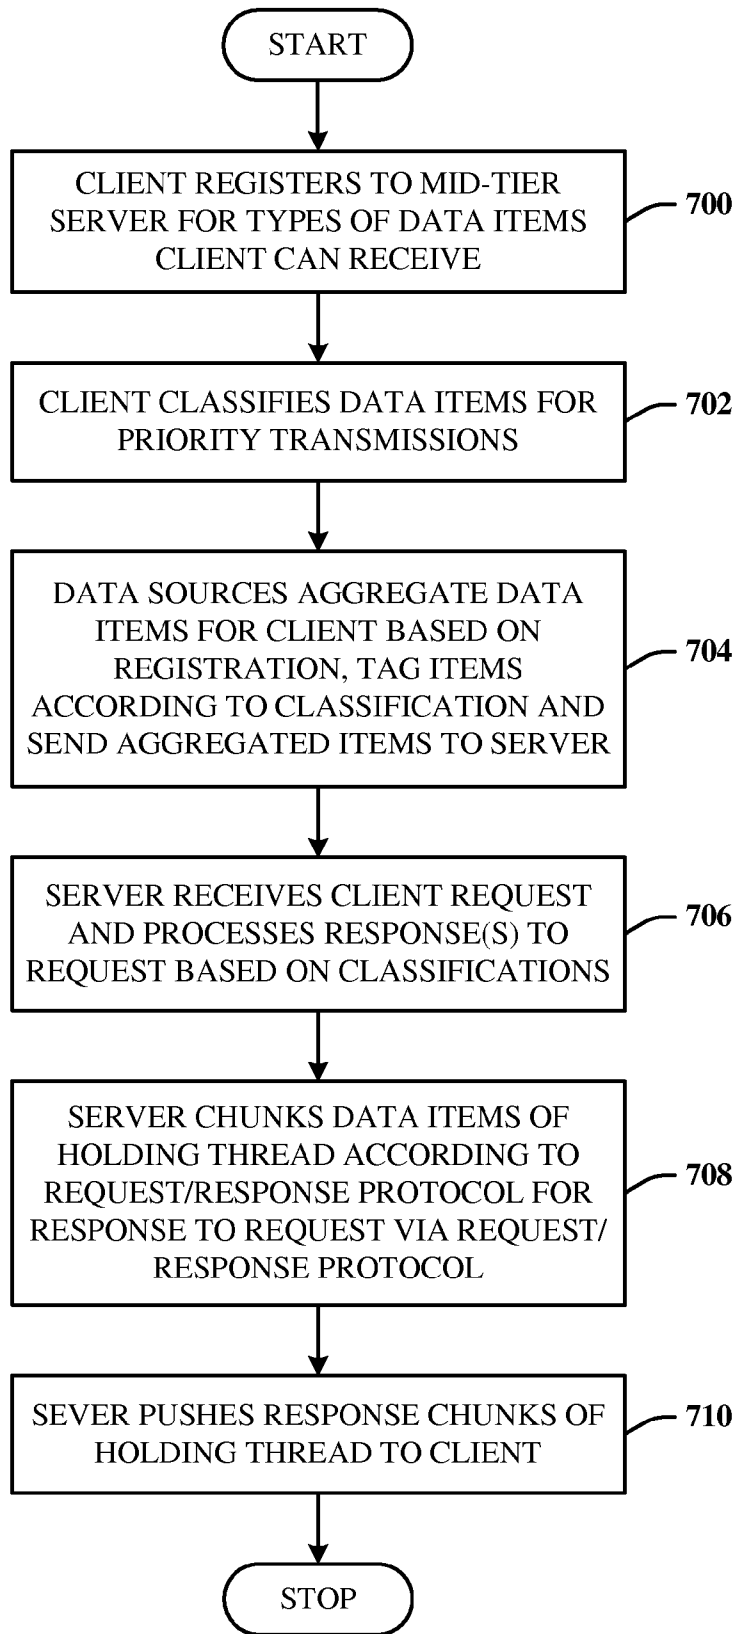 START
CLIENT REGISTERS TO MID-TIER
SERVER FOR TYPES OF DATA ITEMS
CLIENT CAN RECEIVE
700
CLIENT CLASSIFIES DATA ITEMS FOR
PRIORITY TRANSMISSIONS
702
DATA SOURCES AGGREGATE DATA
ITEMS FOR CLIENT BASED ON
REGISTRATION, TAG ITEMS
ACCORDING TO CLASSIFICATION AND
SEND AGGREGATED ITEMS TO SERVER
704
SERVER RECEIVES CLIENT REQUEST
AND PROCESSES RESPONSE(S) TO
REQUEST BASED ON CLASSIFICATIONS
706
SERVER CHUNKS DATA ITEMS OF
HOLDING THREAD ACCORDING TO
REQUEST/RESPONSE PROTOCOL FOR
RESPONSE TO REQUEST VIA REQUEST/
RESPONSE PROTOCOL
708
SEVER PUSHES RESPONSE CHUNKS OF
HOLDING THREAD TO CLIENT
710
STOP